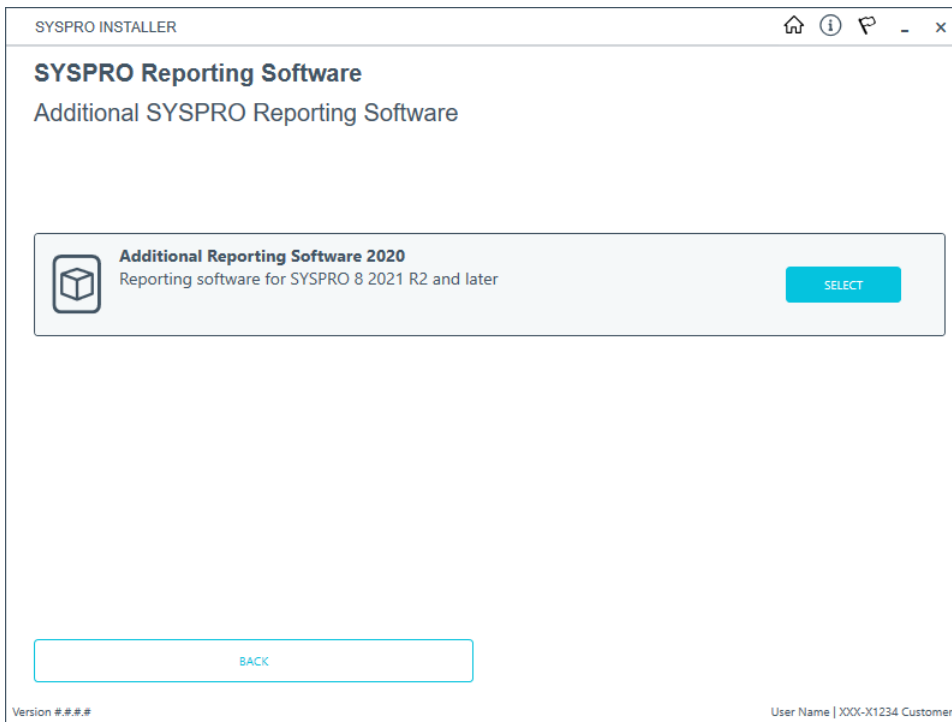 SYSPRO INSTALLER
SYSPRO Reporting Software
Additional SYSPRO Reporting Software
Additional Reporting Software 2020
Reporting software for SYSPRO 8 2021 R2 and later
SELECT
BACK
Version #.#.#.#
User Name | XXX-X1234 Customer